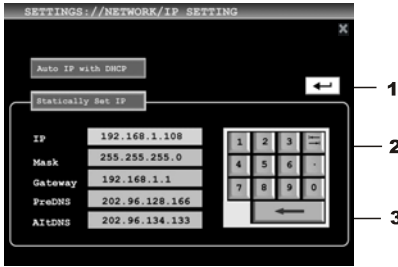 SETTINGS://NETWORK/IP SETTING
X
Auto IP with DHCP
1
Statically Set IP
IP 192.168.1.108
Mask 255.255.255.0
Gateway 192.168.1.1
PreDNS 202.96.128.166
AltDNS 202.96.134.133
1 2 3
4 5 6 .
7 8 9 0
2
3